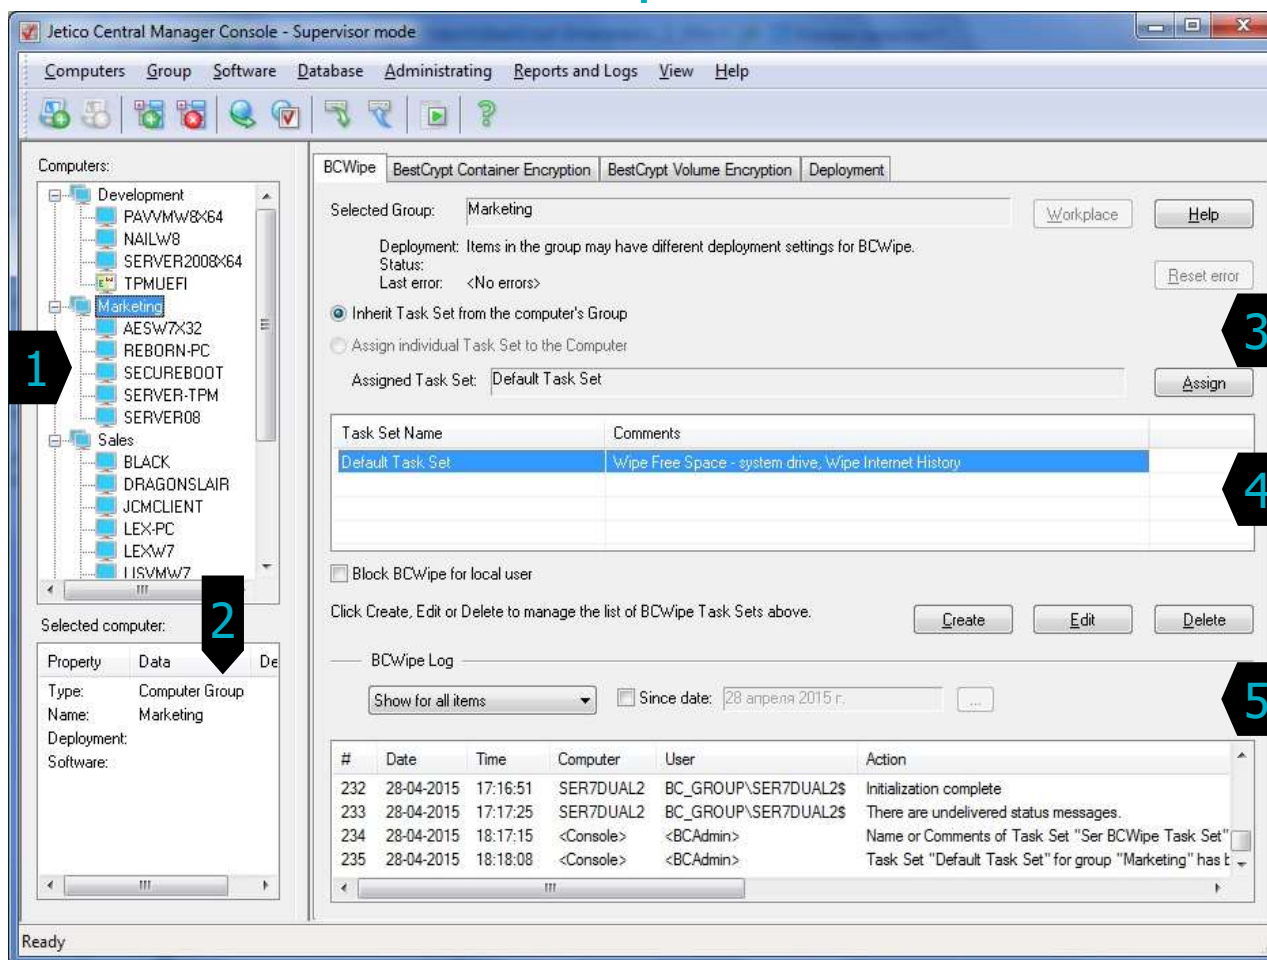 Jetico Central Manager Console - Supervisor mode
Computers Group Software Database Administrating Reports and Logs View Help
Computers:
Development
PAVVMW8X64
NAILW8
SERVER2008X64
TPMUEFI
Marketing
AESW7X32
REBORN-PC
SECUREBOOT
SERVER-TPM
SERVER08
Sales
BLACK
DRAGONSLAIR
JCMCLIENT
LEX-PC
LEXW7
LISVMW7
1
2
Selected computer:
Property Data De
Type: Computer Group
Name: Marketing
Deployment:
Software:
BCWipe BestCrypt Container Encryption BestCrypt Volume Encryption Deployment
Selected Group: Marketing Workplace Help
Deployment: Items in the group may have different deployment settings for BCWipe.
Status:
Last error: <No errors> Reset error
Inherit Task Set from the computer's Group
3
Assign individual Task Set to the Computer
Assigned Task Set: Default Task Set Assign
Task Set Name Comments
Default Task Set Wipe Free Space - system drive, Wipe Internet History
4
Block BCWipe for local user
Click Create, Edit or Delete to manage the list of BCWipe Task Sets above. Create Edit Delete
BCWipe Log
Show for all items Since date: 28 апреля 2015 г. ...
5
# Date Time Computer User Action
232 28-04-2015 17:16:51 SER7DUAL2 BC_GROUP\SER7DUAL2$ Initialization complete
233 28-04-2015 17:17:25 SER7DUAL2 BC_GROUP\SER7DUAL2$ There are undelivered status messages.
234 28-04-2015 18:17:15 <Console> <BCAdmin> Name or Comments of Task Set "Ser BCWipe Task Set"
235 28-04-2015 18:18:08 <Console> <BCAdmin> Task Set "Default Task Set" for group "Marketing" has b
Ready